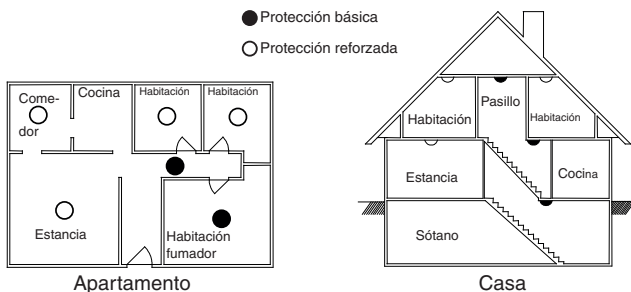 Protección básica
Protección reforzada
Come-
dor
Cocina
Habitación
Habitación
Estancia
Habitación
fumador
Apartamento
Pasillo
Habitación
Habitación
Estancia
Cocina
Sótano
Casa